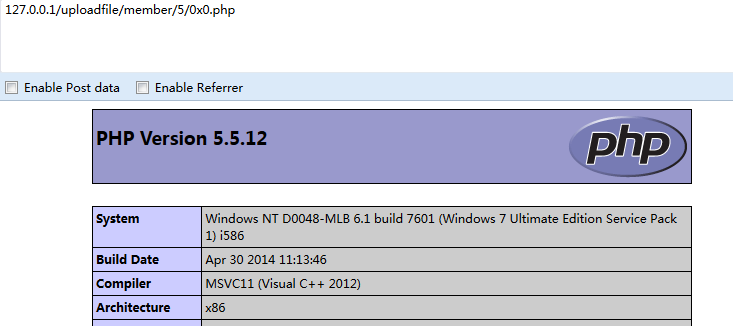 127.0.0.1/uploadfile/member/5/0x0.php
Enable Post data Enable Referrer
PHP Version 5.5.12
php
System Windows NT D0048-MLB 6.1 build 7601 (Windows 7 Ultimate Edition Service Pack
1) i586
Build Date Apr 30 2014 11:13:46
Compiler MSVC11 (Visual C++ 2012)
Architecture x86